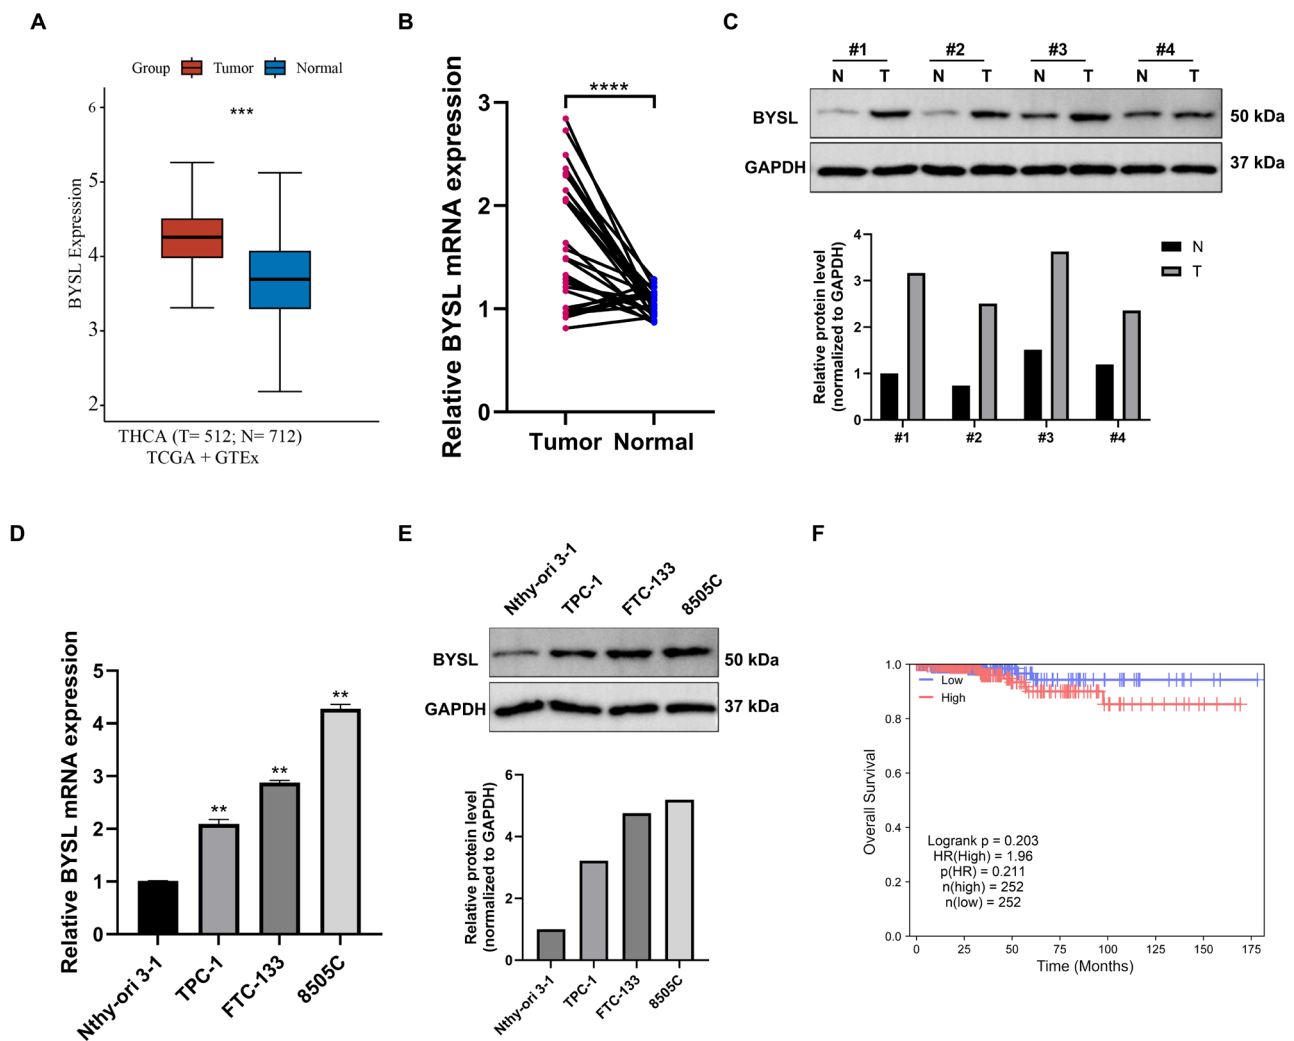 A
Group Tumor Normal
***
6
5
4
3
2
BYSL Expression
THCA (T= 512; N= 712)
TCGA + GTEx
B
****
3
2
1
0
Relative BYSL mRNA expression
Tumor Normal
C
#1 #2 #3 #4
N T N T N T N T
BYSL 50 kDa
GAPDH 37 kDa
4
3
2
1
0
Relative protein level
(normalized to GAPDH)
N
T
#1 #2 #3 #4
D
5
4
3
2
1
0
Relative BYSL mRNA expression
**
**
**
Nthy-ori 3-1
TPC-1
FTC-133
8505C
E
Nthy-ori 3-1
TPC-1
FTC-133
8505C
BYSL 50 kDa
GAPDH 37 kDa
6
4
2
0
Relative protein level
(normalized to GAPDH)
Nthy-ori 3-1
TPC-1
FTC-133
8505C
F
1.0
0.8
0.6
0.4
0.2
0.0
Overall Survival
Low
High
Logrank p = 0.203
HR(High) = 1.96
p(HR) = 0.211
n(high) = 252
n(low) = 252
0 25 50 75 100 125 150 175
Time (Months)